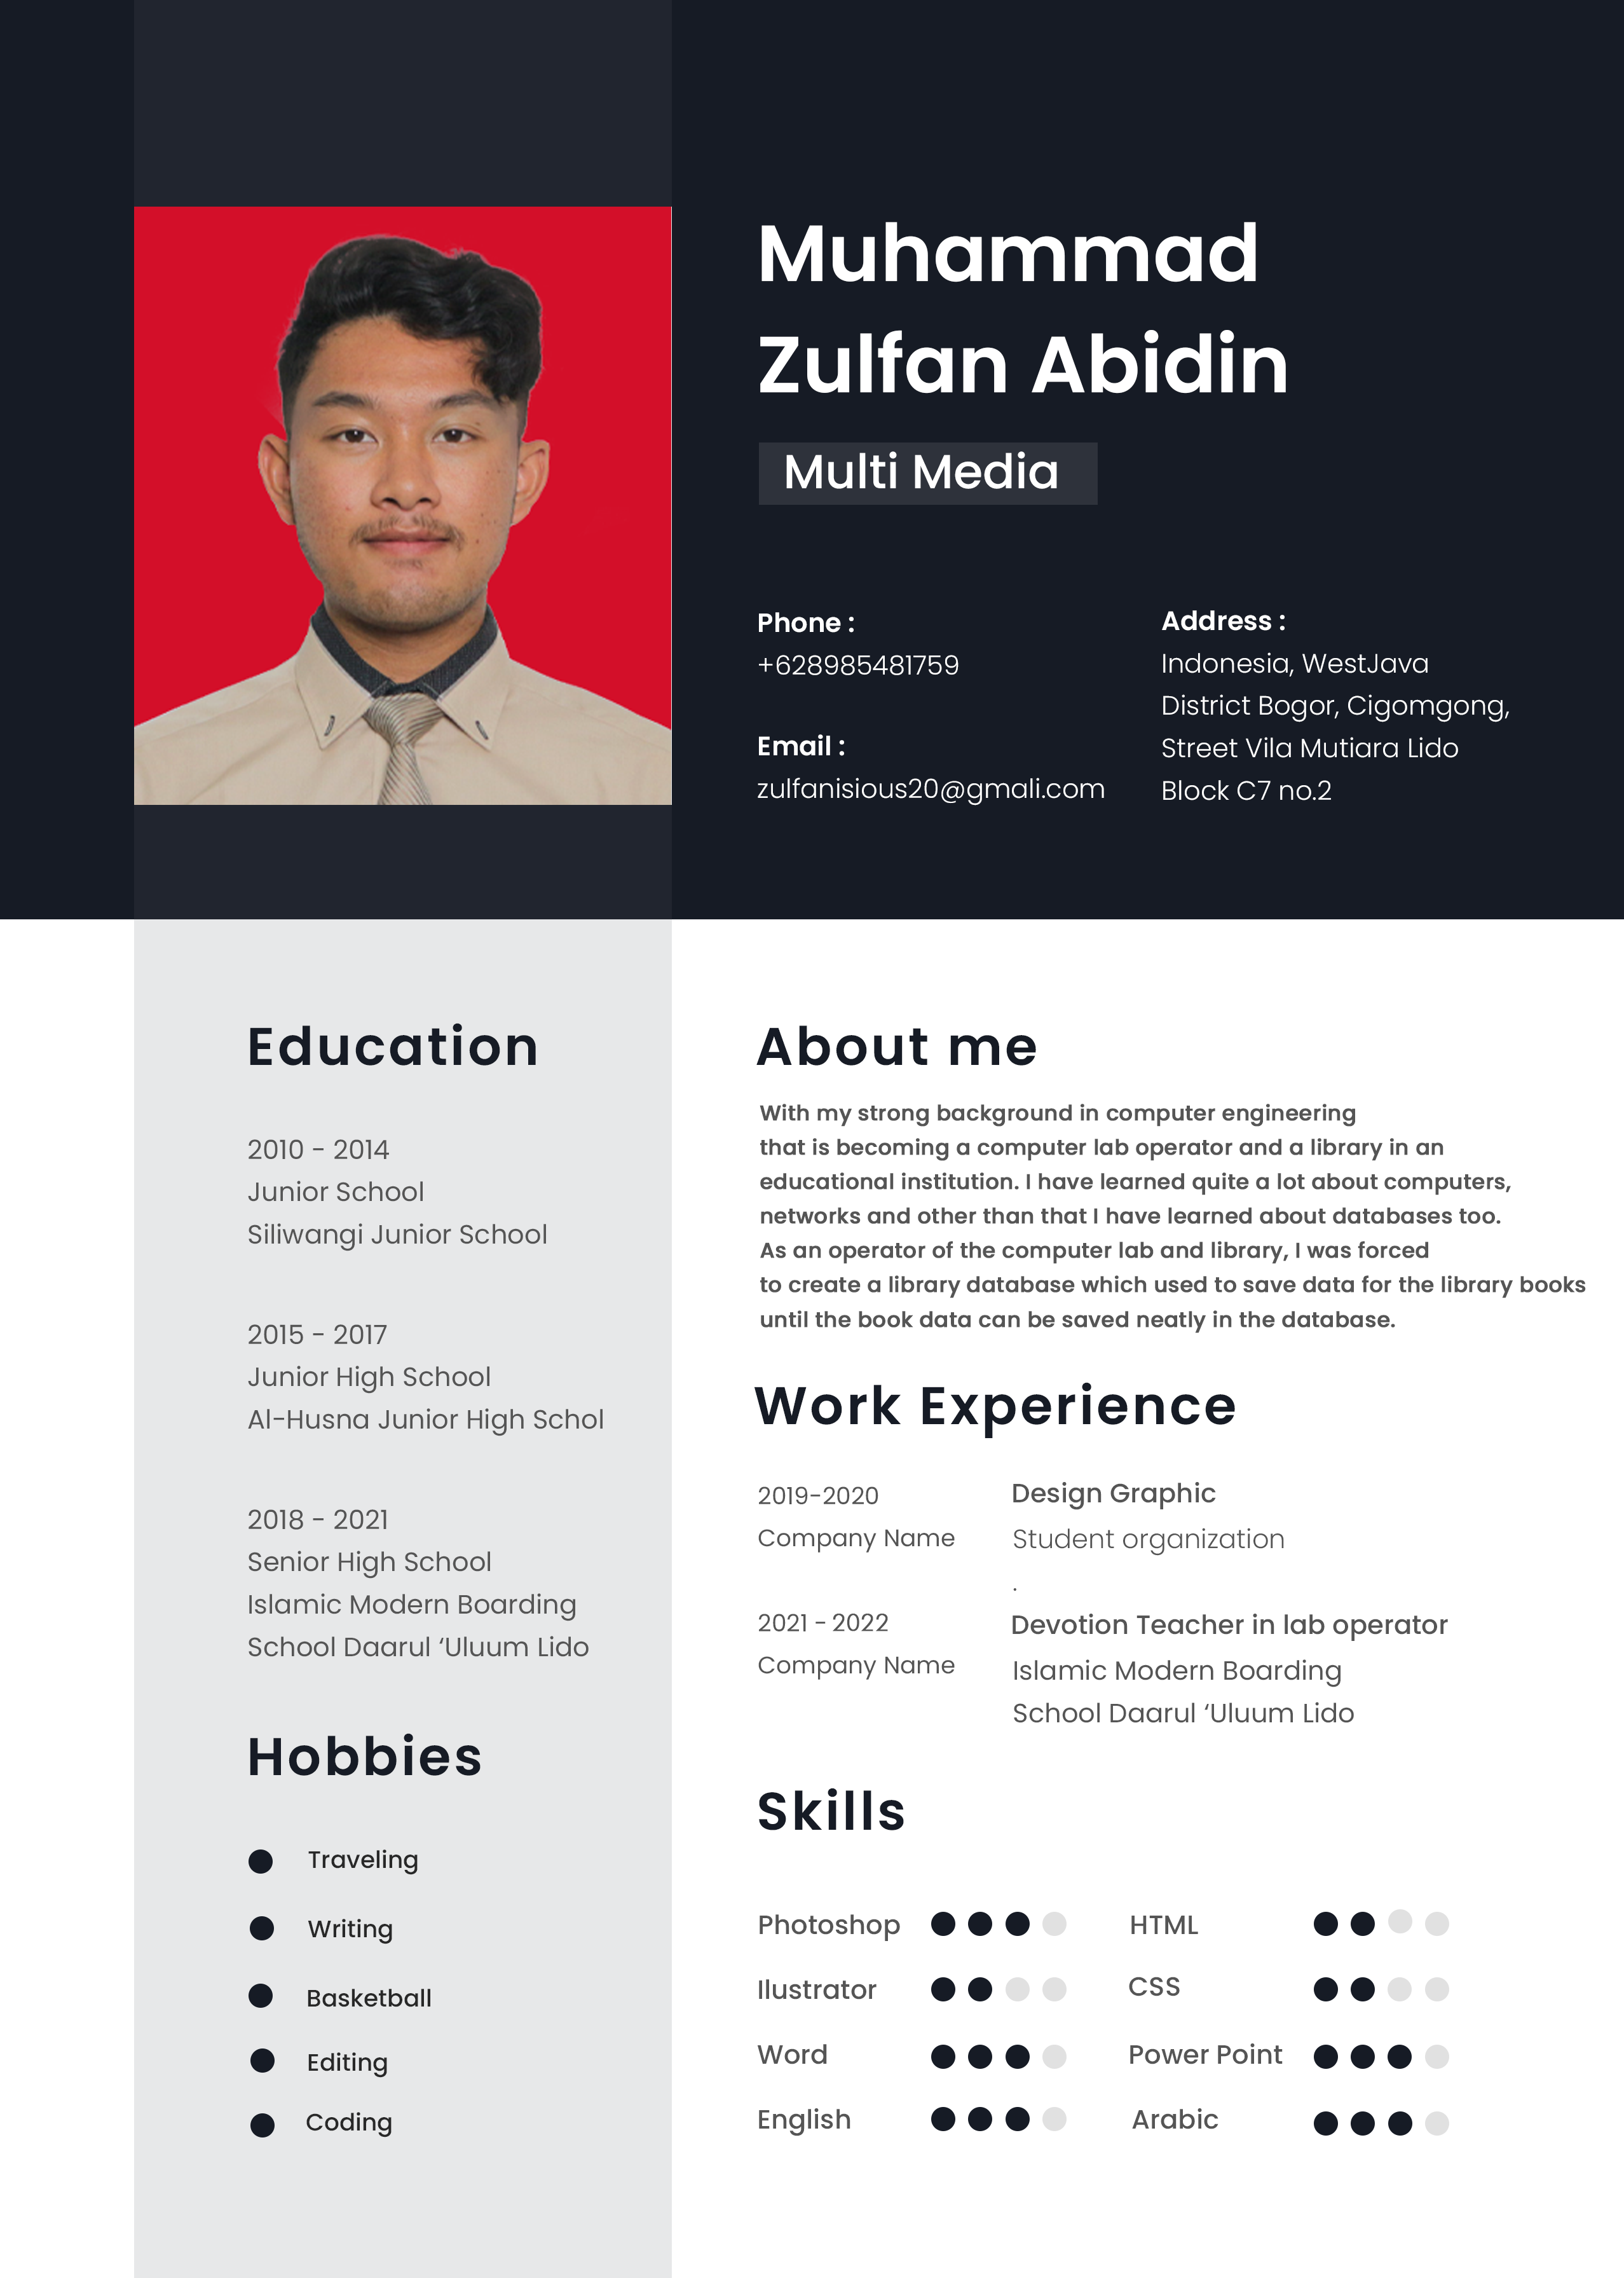 Muhammad
Zulfan Abidin
Multi Media
Phone :
+628985481759
Email :
zulfanisious20@gmali.com
Address :
Indonesia, WestJava
District Bogor, Cigomgong,
Street Vila Mutiara Lido
Block C7 no.2
Education
2010 - 2014
Junior School
Siliwangi Junior School
2015 - 2017
Junior High School
Al-Husna Junior High Schol
2018 - 2021
Senior High School
Islamic Modern Boarding
School Daarul ‘Uluum Lido
Hobbies
Traveling
Writing
Basketball
Editing
Coding
About me
With my strong background in computer engineering
that is becoming a computer lab operator and a library in an
educational institution. I have learned quite a lot about computers,
networks and other than that I have learned about databases too.
As an operator of the computer lab and library, I was forced
to create a library database which used to save data for the library books
until the book data can be saved neatly in the database.
Work Experience
2019-2020
Company Name
Design Graphic
Student organization
.
2021 - 2022
Company Name
Devotion Teacher in lab operator
Islamic Modern Boarding
School Daarul ‘Uluum Lido
Skills
Photoshop
Ilustrator
Word
English
HTML
CSS
Power Point
Arabic